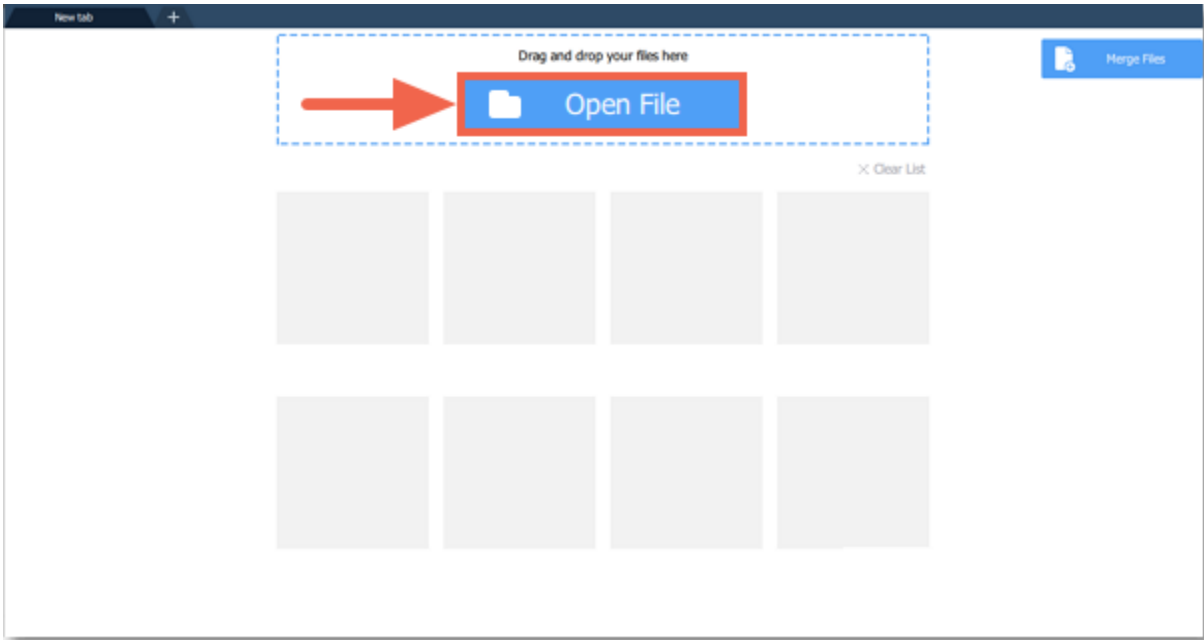 New tab
+
Drag and drop your files here
Merge Files
Open File
Clear List